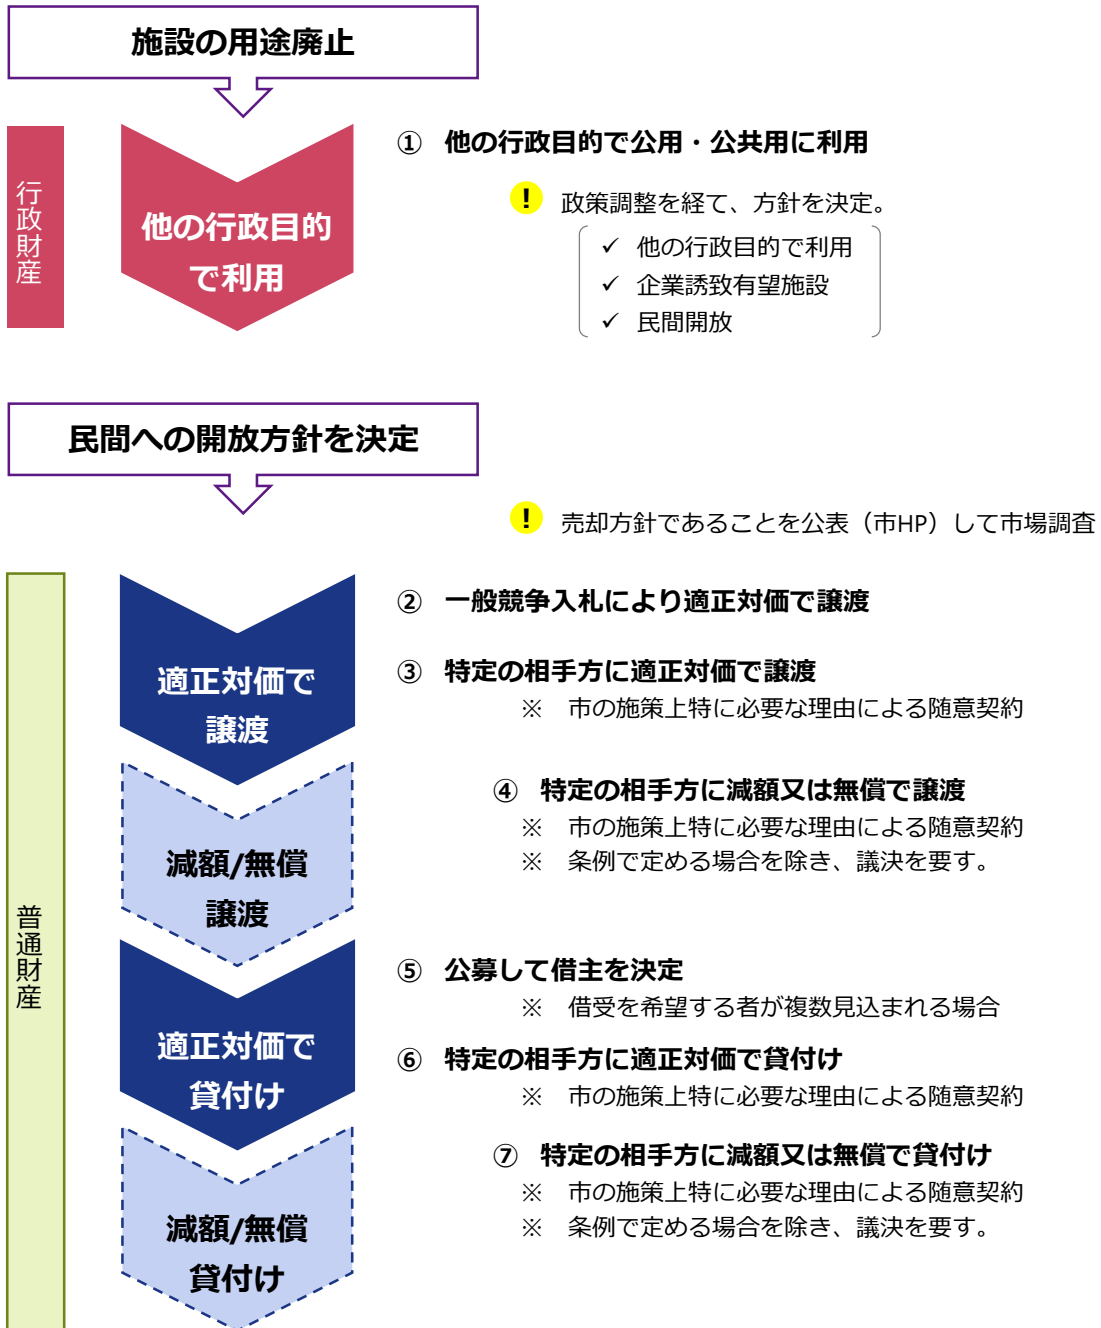 施設の用途廃止
行政財産
他の行政目的
で利用
① 他の行政目的で公用・公共用に利用
! 政策調整を経て、方針を決定。
✓ 他の行政目的で利用
✓ 企業誘致有望施設
✓ 民間開放
民間への開放方針を決定
! 売却方針であることを公表（市HP）して市場調査
普通財産
適正対価で
譲渡
② 一般競争入札により適正対価で譲渡
③ 特定の相手方に適正対価で譲渡
※ 市の施策上特に必要な理由による随意契約
減額/無償
譲渡
④ 特定の相手方に減額又は無償で譲渡
※ 市の施策上特に必要な理由による随意契約
※ 条例で定める場合を除き、議決を要す。
適正対価で
貸付け
⑤ 公募して借主を決定
※ 借受を希望する者が複数見込まれる場合
⑥ 特定の相手方に適正対価で貸付け
※ 市の施策上特に必要な理由による随意契約
減額/無償
貸付け
⑦ 特定の相手方に減額又は無償で貸付け
※ 市の施策上特に必要な理由による随意契約
※ 条例で定める場合を除き、議決を要す。